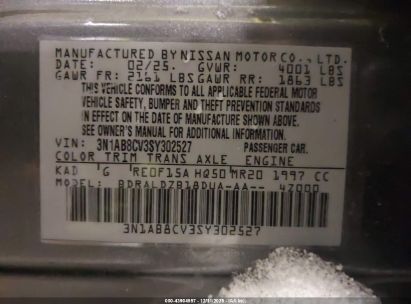 MANUFACTURED BY NISSAN MOTOR CO., LTD.
DATE: 02/25. GVWR: 4001 LBS
GAWR FR: 2161 LBS GAWR RR: 1863 LBS
THIS VEHICLE CONFORMS TO ALL APPLICABLE FEDERAL MOTOR
VEHICLE SAFETY, BUMPER AND THEFT PREVENTION STANDARDS
IN EFFECT ON THE DATE OF MANUFACTURE SHOWN ABOVE.
SEE OWNER'S MANUAL FOR ADDITIONAL INFORMATION.
VIN: 3N1AB8CV3SY302527 PASSENGER CAR.
COLOR TRIM TRANS AXLE ENGINE
KAD G RE0F15A HQ50 MR20 1997 CC
MODEL: BDRALDZB18DUA-AA-- 4Z000
3N1AB8CV3SY302527